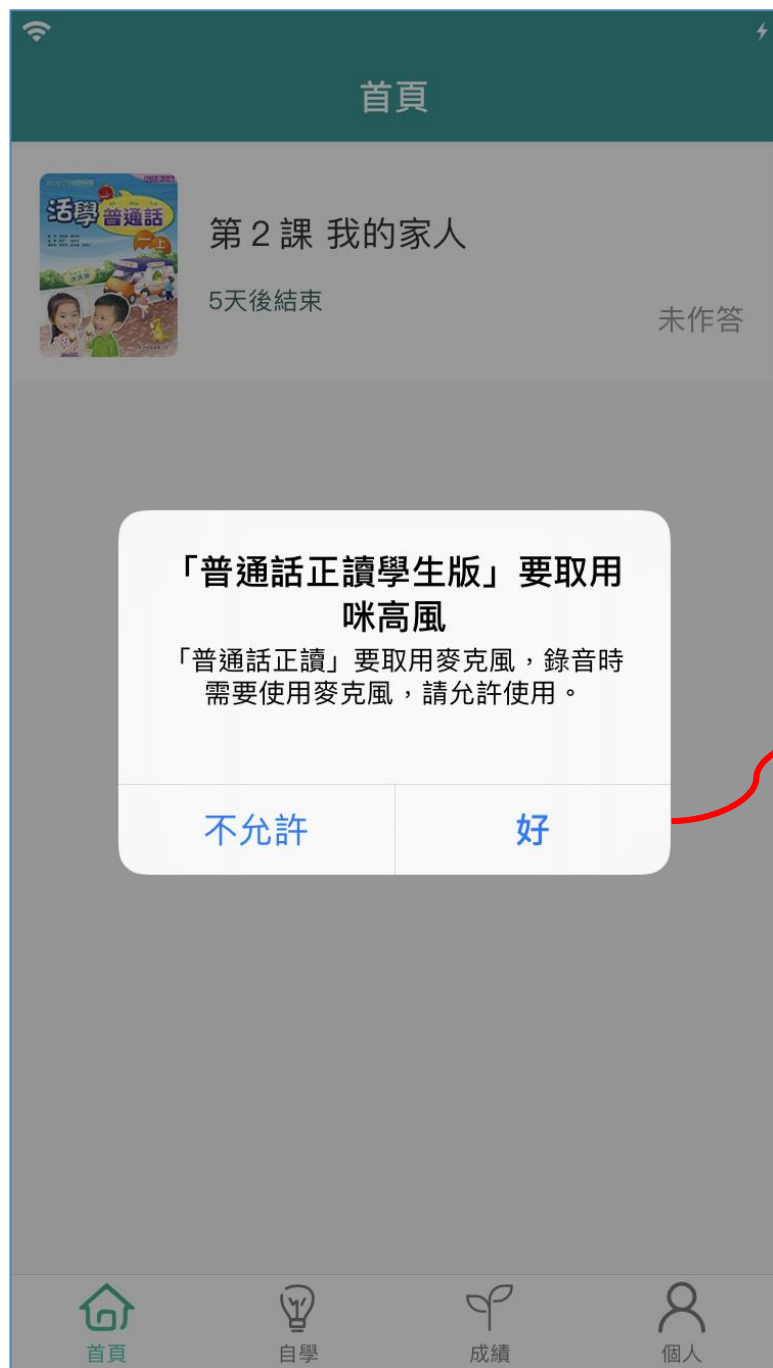 首頁
活學普通話
一上
第2課 我的家人
5天後結束
未作答
「普通話正讀學生版」要取用
咪高風
「普通話正讀」要取用麥克風，錄音時
需要使用麥克風，請允許使用。
不允許
好
首頁
自學
成績
個人